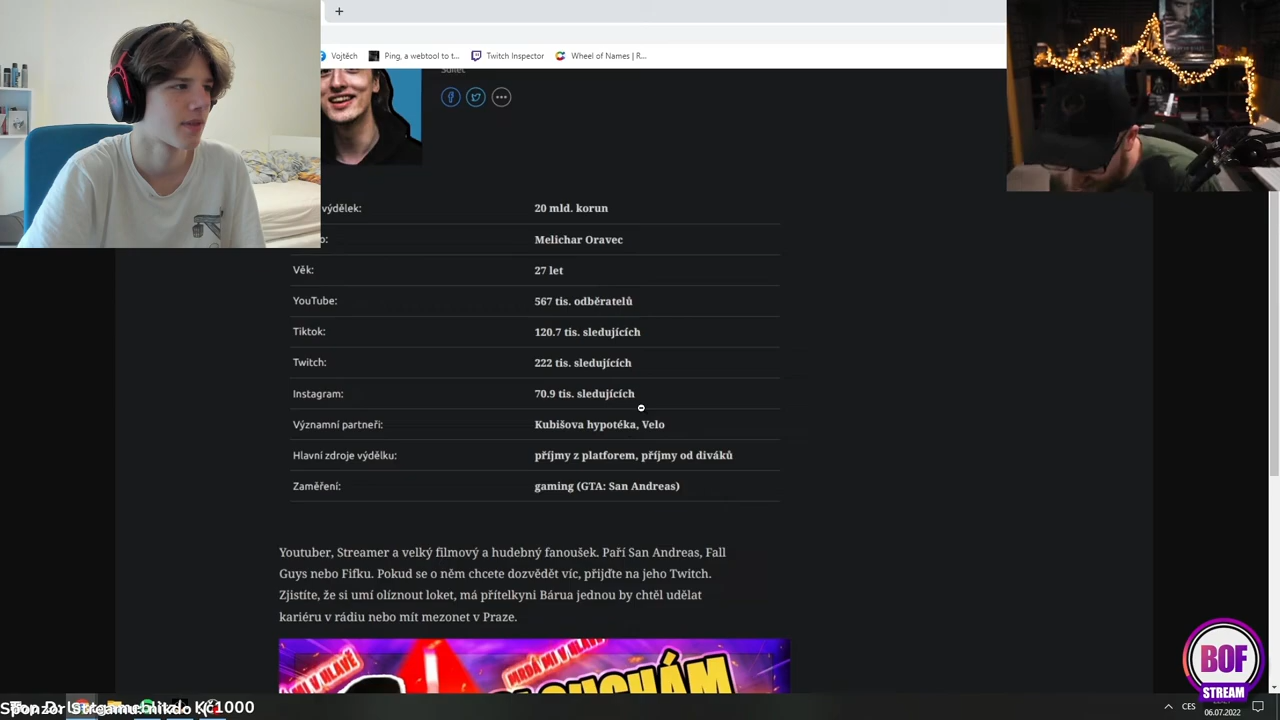 +
Vojtěch
Ping, a webtool to t...
Twitch Inspector
Wheel of Names | R...
výdělek:
20 mld. korun
Melichar Oravec
Věk:
27 let
YouTube:
567 tis. odběratelů
Tiktok:
120.7 tis. sledujících
Twitch:
222 tis. sledujících
Instagram:
70.9 tis. sledujících
Významní partneři:
Kubišova hypotéka, Velo
Hlavní zdroje výdělku:
příjmy z platforem, příjmy od diváků
Zaměření:
gaming (GTA: San Andreas)
Youtuber, Streamer a velký filmový a hudebný fanoušek. Paří San Andreas, Fall
Guys nebo Fifku. Pokud se o něm chcete dozvědět víc, přijďte na jeho Twitch.
Zjistíte, že si umí olíznout loket, má přítelkyni Bárua jednou by chtěl udělat
kariéru v rádiu nebo mít mezonet v Praze.
MRDÁ MI V HLAVĚ
BOF
STREAM
Kč1000
CES
06.07.2022